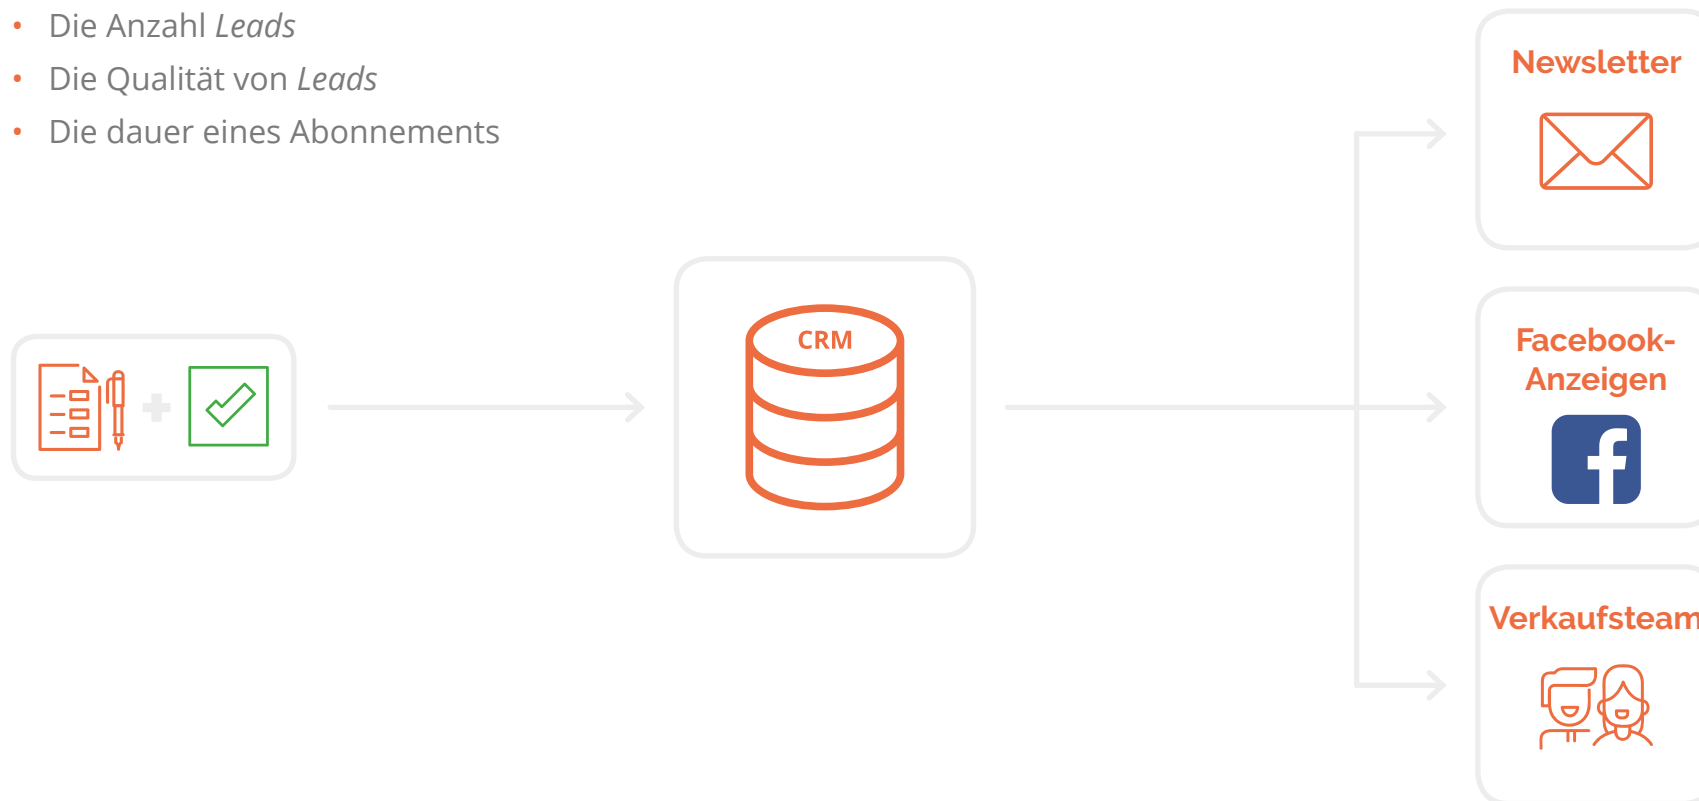 • Die Anzahl Leads
• Die Qualität von Leads
• Die dauer eines Abonnements
Newsletter
CRM
Facebook-
Anzeigen
Verkaufsteam